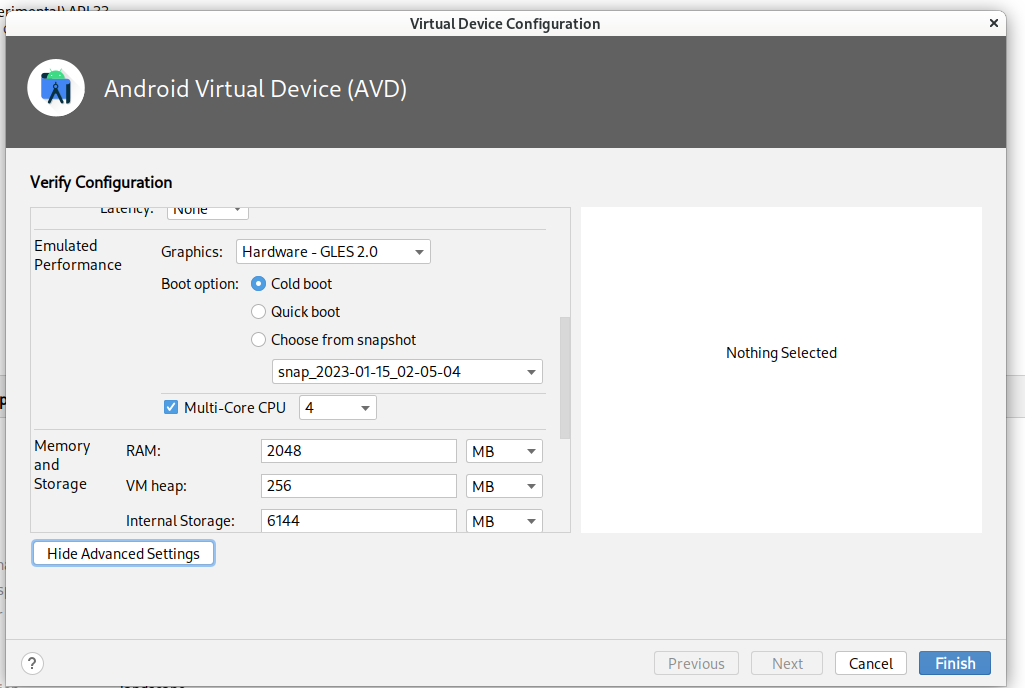 Virtual Device Configuration
Android Virtual Device (AVD)
Verify Configuration
Latency: None
Emulated
Performance
Graphics: Hardware - GLES 2.0
Boot option: Cold boot
Quick boot
Choose from snapshot
snap_2023-01-15_02-05-04
Multi-Core CPU 4
Memory
and
Storage
RAM: 2048 MB
VM heap: 256 MB
Internal Storage: 6144 MB
Nothing Selected
Hide Advanced Settings
? Previous Next Cancel Finish